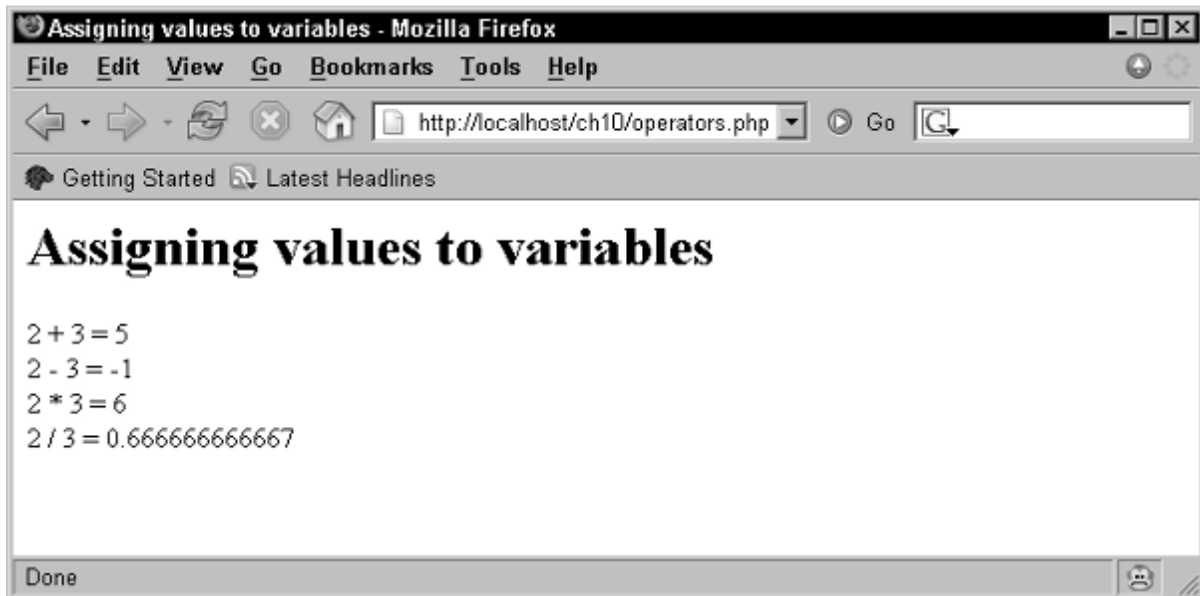 Assigning values to variables - Mozilla Firefox
File Edit View Go Bookmarks Tools Help
http://localhost/ch10/operators.php Go G
Getting Started Latest Headlines
Assigning values to variables
2 + 3 = 5
2 - 3 = -1
2 * 3 = 6
2 / 3 = 0.666666666667
Done